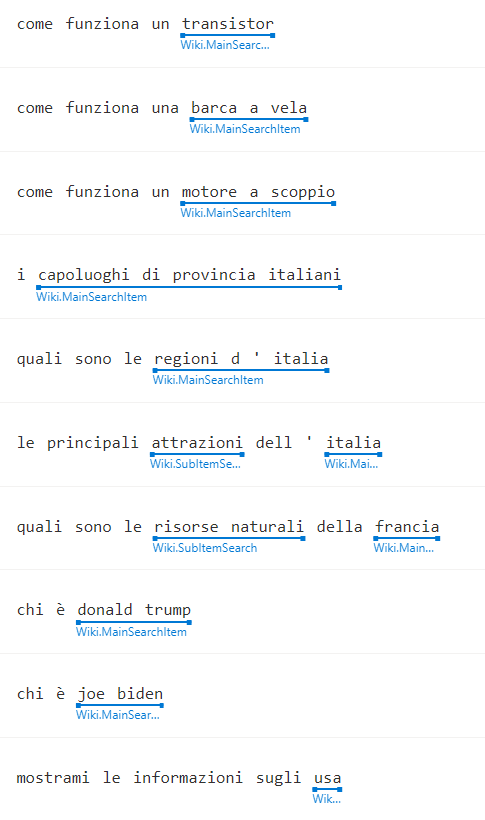 come funziona un transistor
Wiki.MainSearc...
come funziona una barca a vela
Wiki.MainSearchItem
come funziona un motore a scoppio
Wiki.MainSearchItem
i capoluoghi di provincia italiani
Wiki.MainSearchItem
quali sono le regioni d ' italia
Wiki.MainSearchItem
le principali attrazioni dell ' italia
Wiki.SubItemSe... Wiki.Mai...
quali sono le risorse naturali della francia
Wiki.SubItemSearch Wiki.Main...
chi è donald trump
Wiki.MainSearchItem
chi è joe biden
Wiki.MainSear...
mostrami le informazioni sugli usa
Wik...